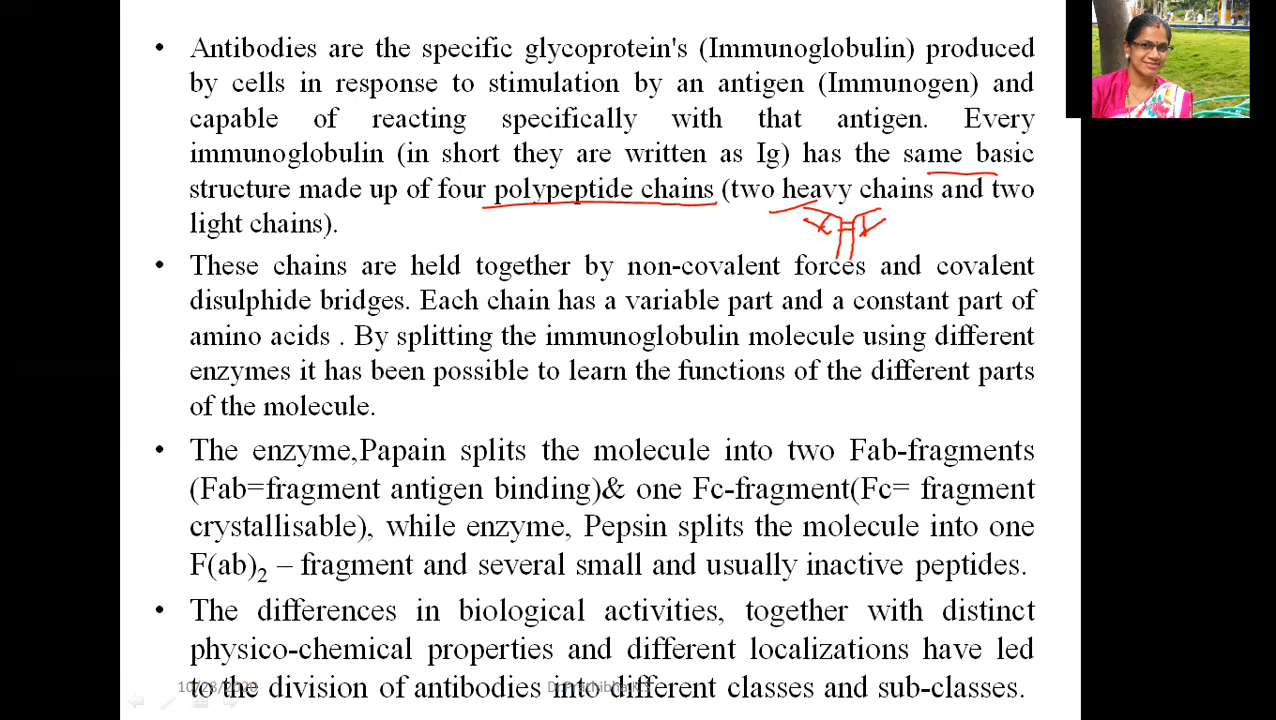 • Antibodies are the specific glycoprotein's (Immunoglobulin) produced
by cells in response to stimulation by an antigen (Immunogen) and
capable of reacting specifically with that antigen. Every
immunoglobulin (in short they are written as Ig) has the same basic
structure made up of four polypeptide chains (two heavy chains and two
light chains).
• These chains are held together by non-covalent forces and covalent
disulphide bridges. Each chain has a variable part and a constant part of
amino acids . By splitting the immunoglobulin molecule using different
enzymes it has been possible to learn the functions of the different parts
of the molecule.
• The enzyme,Papain splits the molecule into two Fab-fragments
(Fab=fragment antigen binding)& one Fc-fragment(Fc= fragment
crystallisable), while enzyme, Pepsin splits the molecule into one
F(ab)₂ – fragment and several small and usually inactive peptides.
• The differences in biological activities, together with distinct
physico-chemical properties and different localizations have led
to the division of antibodies into different classes and sub-classes.